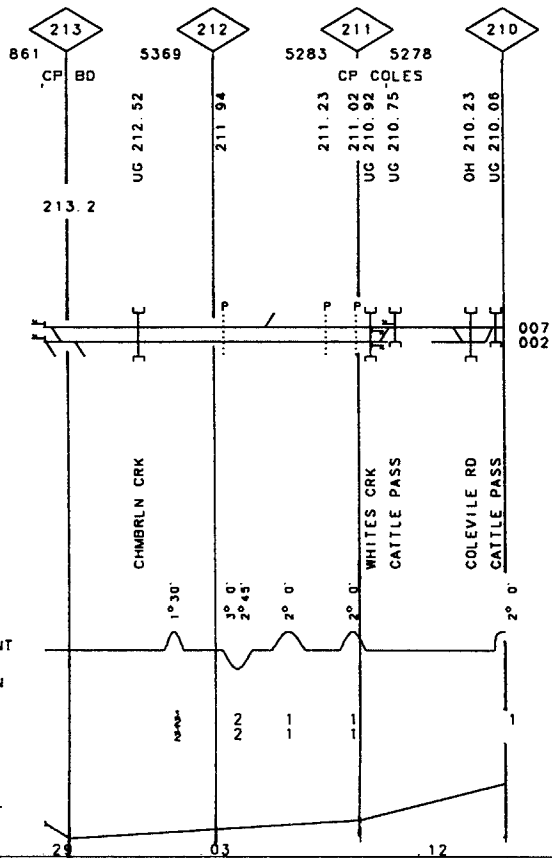 213 212 211 210
861 5369 5283 5278
CP BD CP COLES
UG 212.52
211 94
211.23
211.02
UG 210.92
UG 210.75
OH 210.23
UG 210.06
213.2
P P P
007
002
CHMBRLN CRK
WHITES CRK
CATTLE PASS
COLEVILE RD
CATTLE PASS
1° 30'
3° 0'
2° 45'
2° 0'
2° 0'
2° 0'
NT
N
2 1 1 1
2 1 1
29 .03 .12